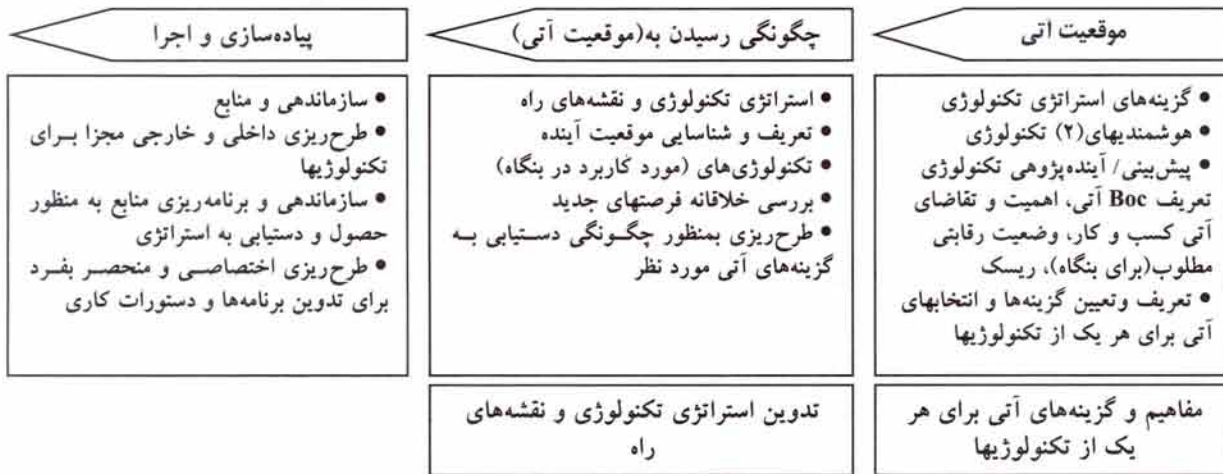 موقعیت آتی
• گزینه‌های استراتژی تکنولوژی
• هوشمندیهای(۲) تکنولوژی
• پیش‌بینی/ آینده‌پژوهی تکنولوژی
تعریف Boc آتی، اهمیت و تقاضای
آتی کسب و کار، وضعیت رقابتی
مطلوب(برای بنگاه)، ریسک
• تعریف وتعیین گزینه‌ها و انتخابهای
آتی برای هر یک از تکنولوژیها
مفاهیم و گزینه‌های آتی برای هر
یک از تکنولوژیها
چگونگی رسیدن به(موقعیت آتی)
• استراتژی تکنولوژی و نقشه‌های راه
• تعریف و شناسایی موقعیت آینده
• تکنولوژی‌های (مورد کاربرد در بنگاه)
• بررسی خلاقانه فرصتهای جدید
• طرح‌ریزی بمنظور چگونگی دستیابی به
گزینه‌های آتی مورد نظر
تدوین استراتژی تکنولوژی و نقشه‌های
راه
پیاده‌سازی و اجرا
• سازماندهی و منابع
• طرح‌ریزی داخلی و خارجی مجزا برای
تکنولوژیها
• سازماندهی و برنامه‌ریزی منابع به منظور
حصول و دستیابی به استراتژی
• طرح‌ریزی اختصاصی و منحصر بفرد
برای تدوین برنامه‌ها و دستورات کاری